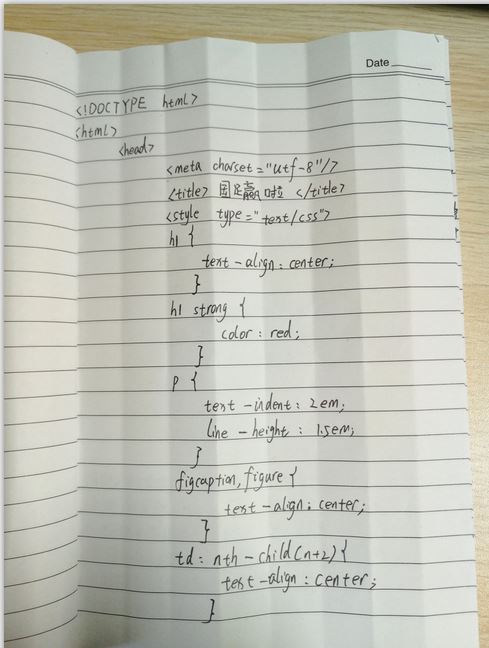 Date
<!DOCTYPE html>
<html>
<head>
<meta charset="utf-8"/>
<title> 国足赢啦 </title>
<style type="text/css">
h1 {
text-align: center;
}
h1 strong {
color: red;
}
p {
text-indent: 2em;
line-height: 1.5em;
}
figcaption, figure {
text-align: center;
}
td: nth-child(n+2) {
text-align: center;
}